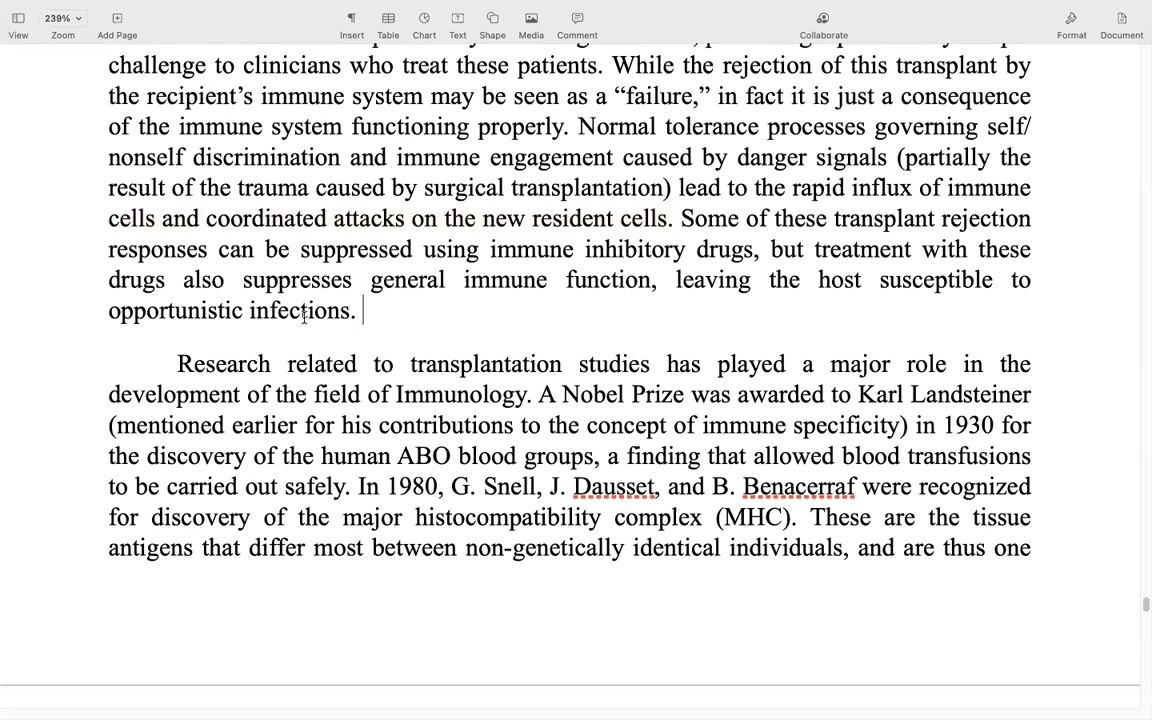 239%
View Zoom Add Page Insert Table Chart Text Shape Media Comment Collaborate Format Document
challenge to clinicians who treat these patients. While the rejection of this transplant by
the recipient’s immune system may be seen as a “failure,” in fact it is just a consequence
of the immune system functioning properly. Normal tolerance processes governing self/
nonself discrimination and immune engagement caused by danger signals (partially the
result of the trauma caused by surgical transplantation) lead to the rapid influx of immune
cells and coordinated attacks on the new resident cells. Some of these transplant rejection
responses can be suppressed using immune inhibitory drugs, but treatment with these
drugs also suppresses general immune function, leaving the host susceptible to
opportunistic infections.
Research related to transplantation studies has played a major role in the
development of the field of Immunology. A Nobel Prize was awarded to Karl Landsteiner
(mentioned earlier for his contributions to the concept of immune specificity) in 1930 for
the discovery of the human ABO blood groups, a finding that allowed blood transfusions
to be carried out safely. In 1980, G. Snell, J. Dausset, and B. Benacerraf were recognized
for discovery of the major histocompatibility complex (MHC). These are the tissue
antigens that differ most between non-genetically identical individuals, and are thus one